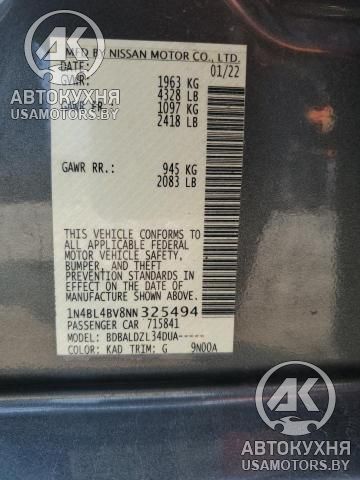 MFD BY NISSAN MOTOR CO., LTD.
DATE: 01/22
GVWR: 1963 KG
4328 LB
GAWR FR.: 1097 KG
2418 LB
GAWR RR.: 945 KG
2083 LB
THIS VEHICLE CONFORMS TO
ALL APPLICABLE FEDERAL
MOTOR VEHICLE SAFETY,
BUMPER, AND THEFT
PREVENTION STANDARDS IN
EFFECT ON THE DATE OF
MANUFACTURE SHOWN ABOVE.
1N4BL4BV8NN325494
PASSENGER CAR 715841
MODEL: BDBALDZL34DUA-----
COLOR: KAD TRIM: G 9N00A
АК
АВТОКУХНЯ
USAMOTORS.BY
АК
АВТОКУХНЯ
USAMOTORS.BY